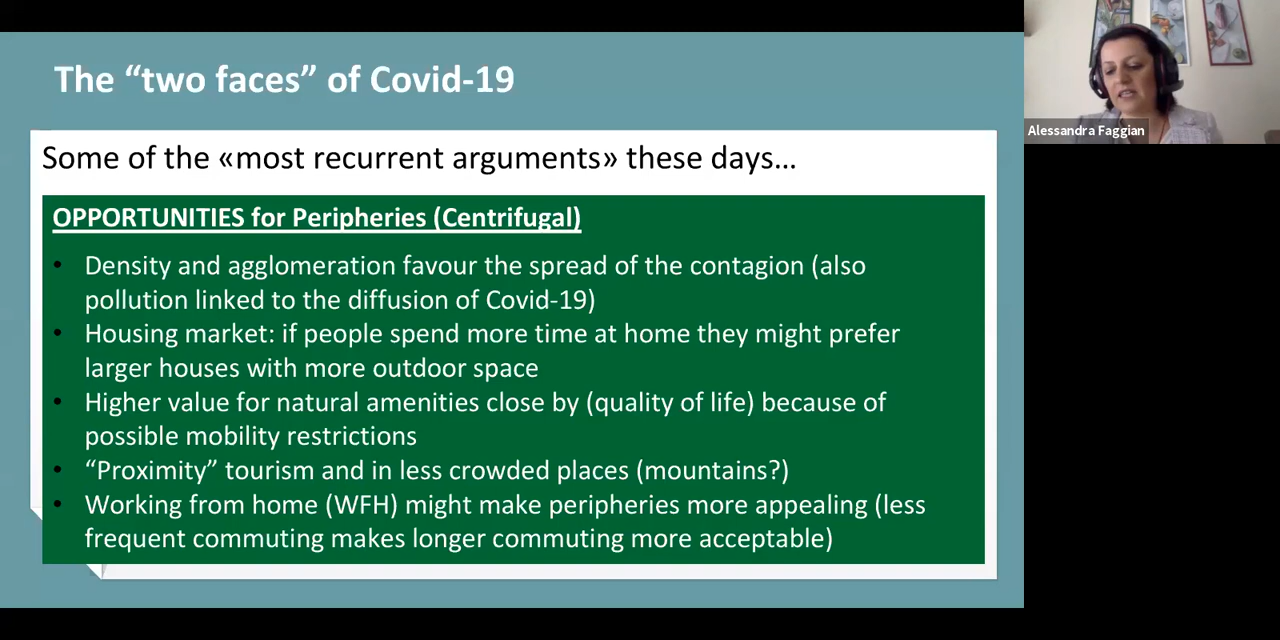 The “two faces” of Covid-19
Some of the «most recurrent arguments» these days…
OPPORTUNITIES for Peripheries (Centrifugal)
• Density and agglomeration favour the spread of the contagion (also
pollution linked to the diffusion of Covid-19)
• Housing market: if people spend more time at home they might prefer
larger houses with more outdoor space
• Higher value for natural amenities close by (quality of life) because of
possible mobility restrictions
• “Proximity” tourism and in less crowded places (mountains?)
• Working from home (WFH) might make peripheries more appealing (less
frequent commuting makes longer commuting more acceptable)
Alessandra Faggian